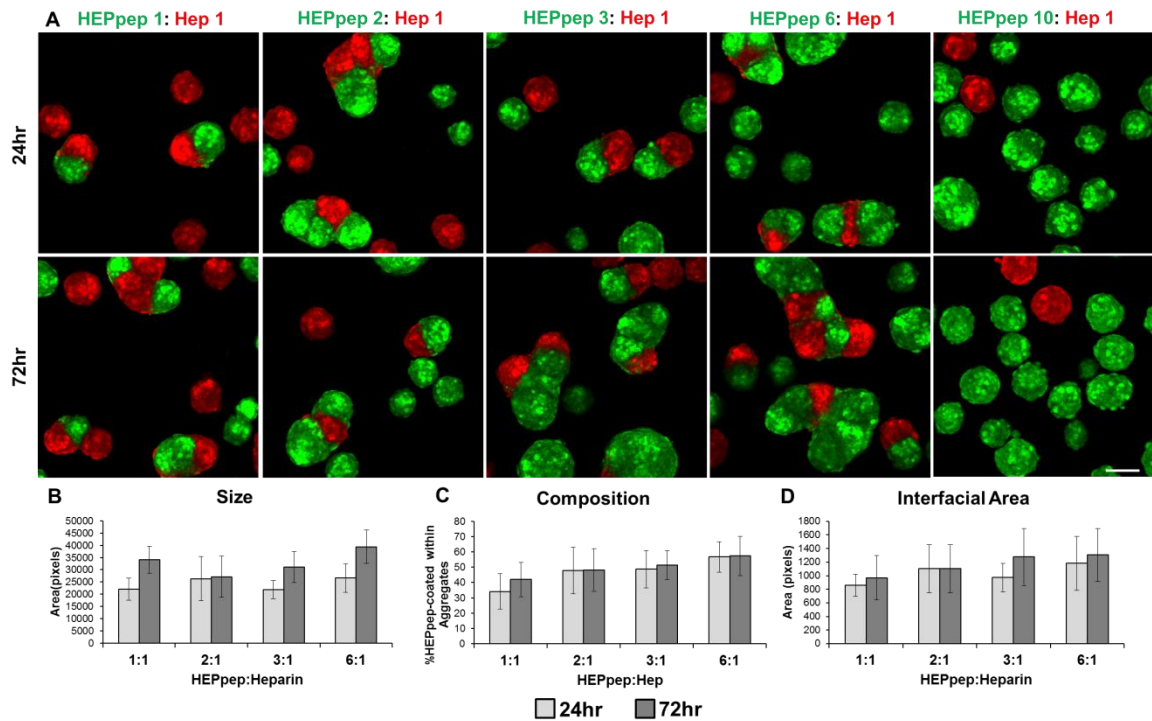 A HEPpep 1: Hep 1 HEPpep 2: Hep 1 HEPpep 3: Hep 1 HEPpep 6: Hep 1 HEPpep 10: Hep 1
24hr
72hr
B Size
Area(pixels)
50000
45000
40000
35000
30000
25000
20000
15000
10000
5000
0
1:1 2:1 3:1 6:1
HEPpep:Heparin
C Composition
%HEPpep-coated within
Aggregates
80
70
60
50
40
30
20
10
0
1:1 2:1 3:1 6:1
HEPpep:Hep
D Interfacial Area
Area (pixels)
1800
1600
1400
1200
1000
800
600
400
200
0
1:1 2:1 3:1 6:1
HEPpep:Heparin
24hr 72hr